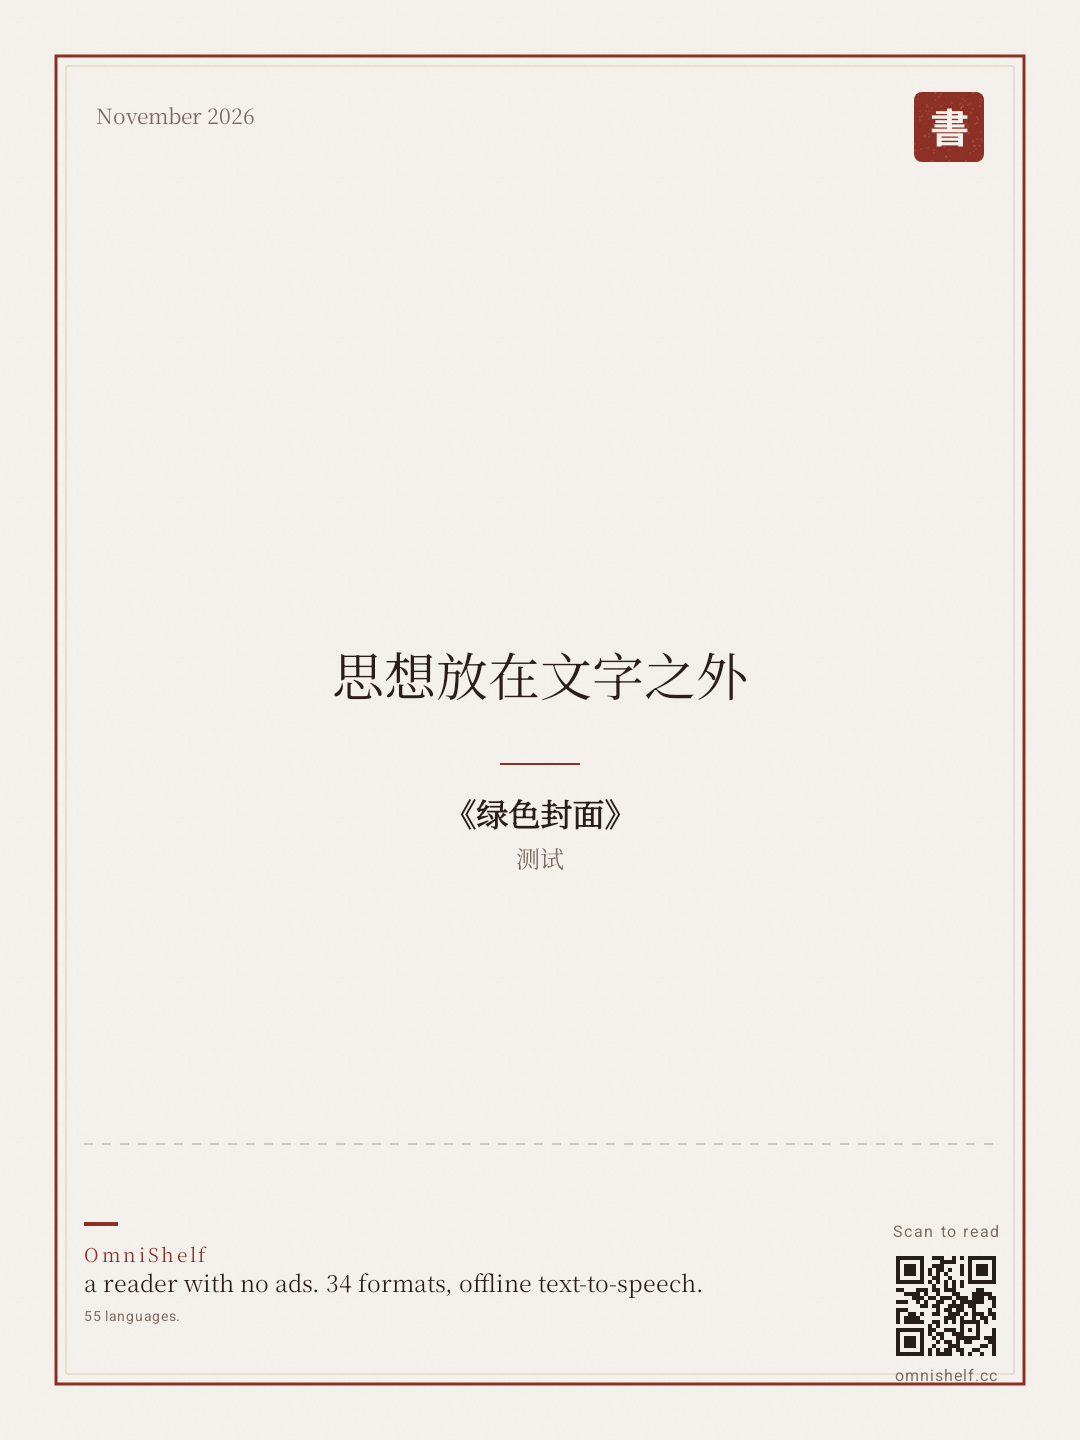 November 2026
書
思想放在文字之外
《绿色封面》
测试
OmniShelf
a reader with no ads. 34 formats, offline text-to-speech.
55 languages.
Scan to read
omnishelf.cc